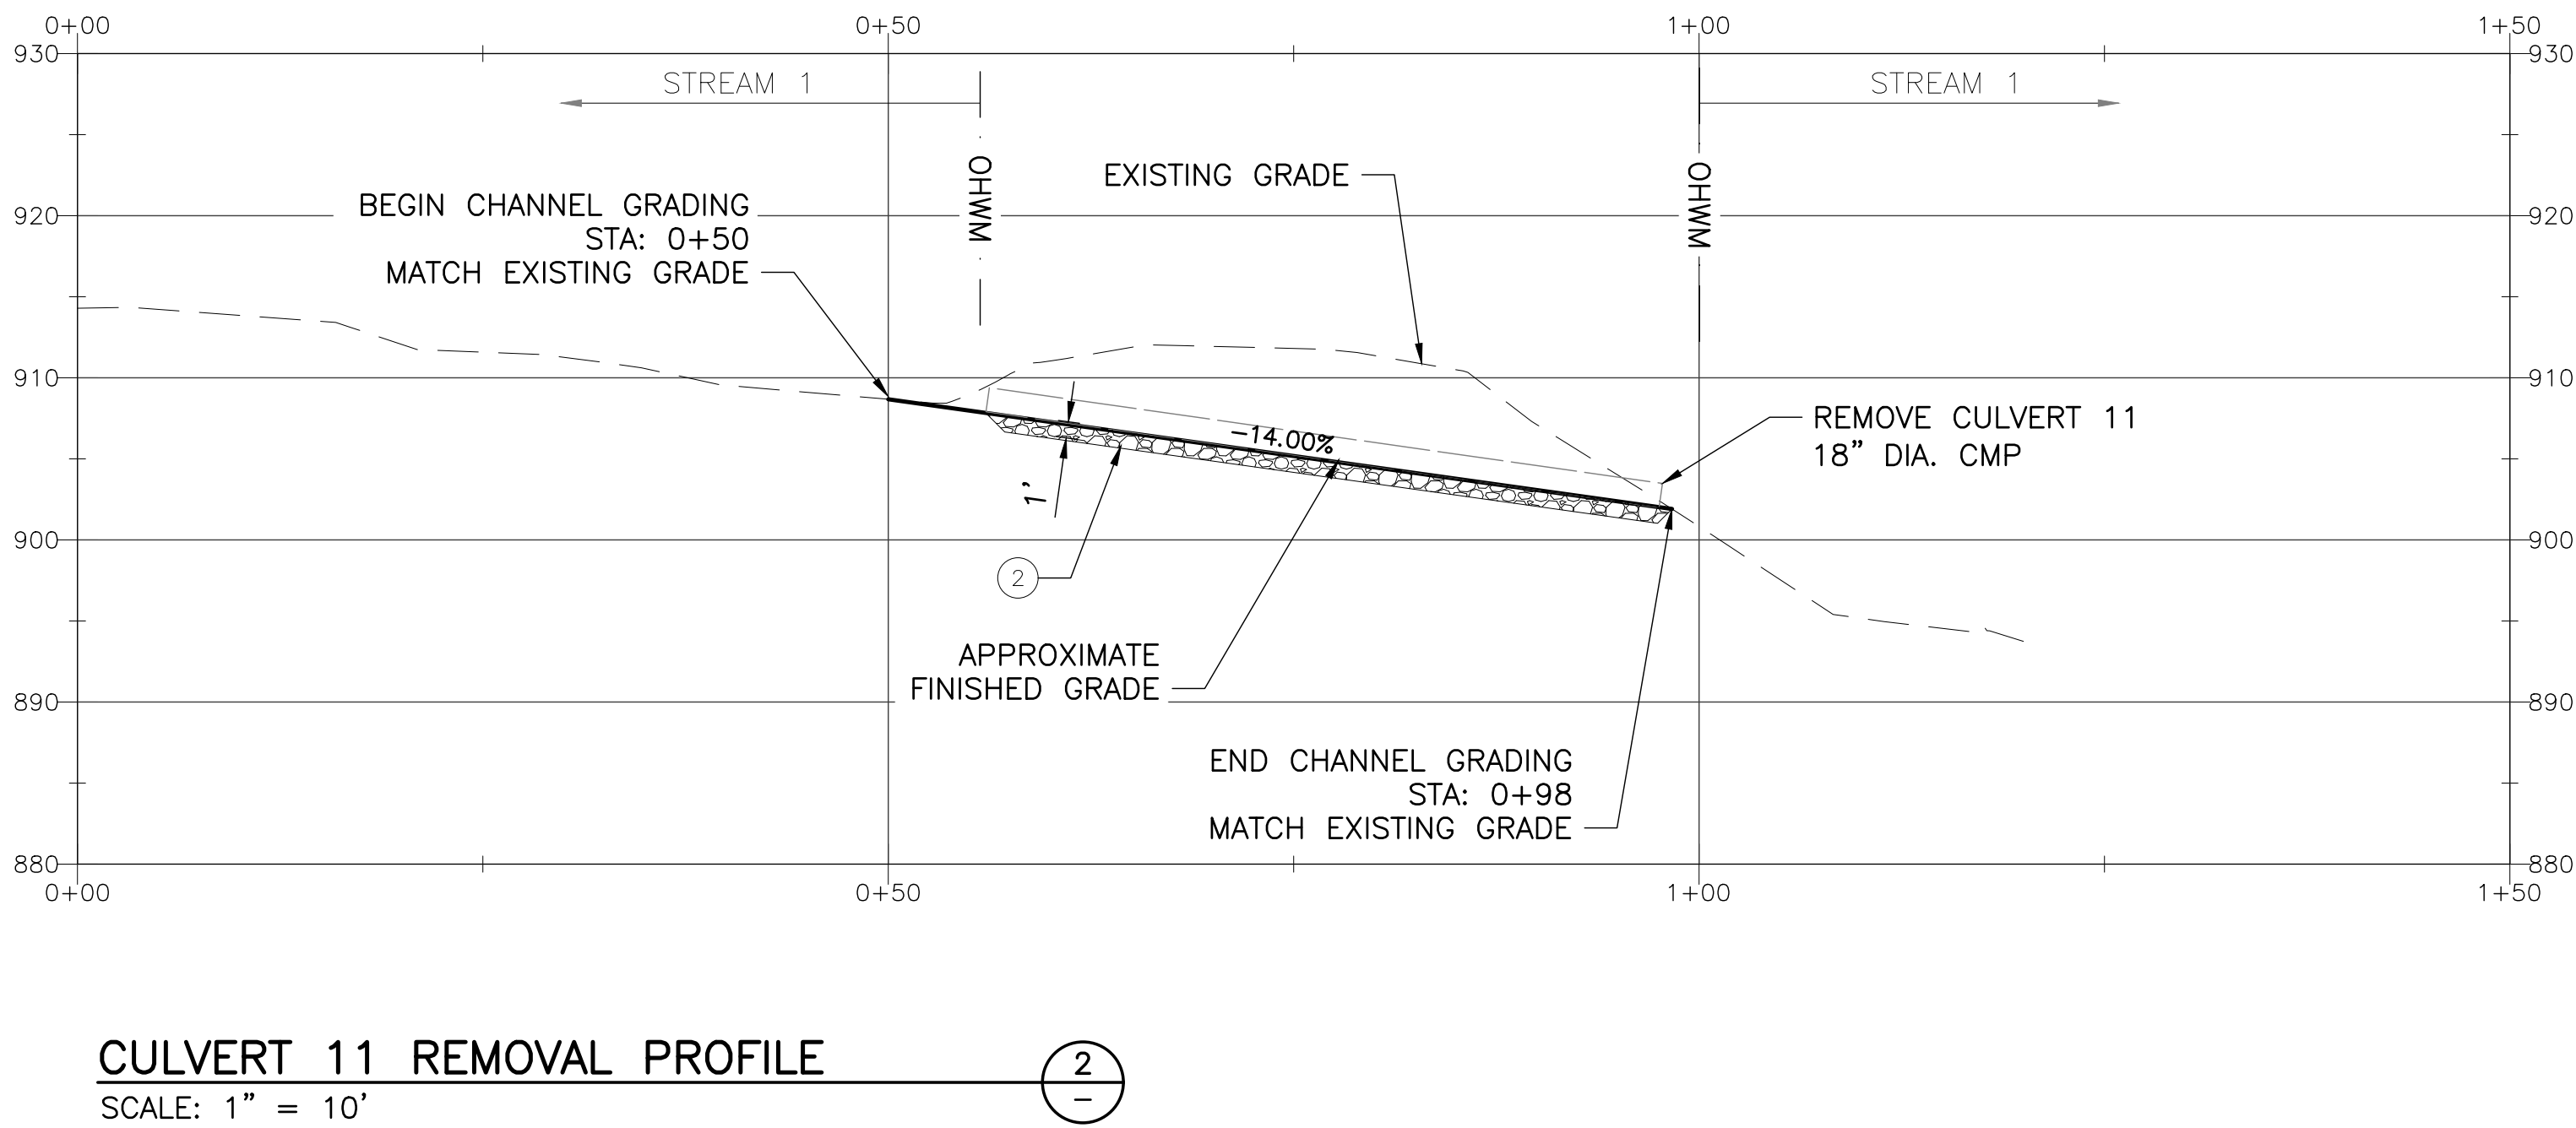 0+00 0+50 1+00 1+50
930 930
STREAM 1 STREAM 1
OHWM OHWM
EXISTING GRADE
BEGIN CHANNEL GRADING
STA: 0+50
MATCH EXISTING GRADE
920 920
910 910
-14.00%
REMOVE CULVERT 11
18" DIA. CMP
1'
900 900
2
APPROXIMATE
FINISHED GRADE
890 890
END CHANNEL GRADING
STA: 0+98
MATCH EXISTING GRADE
880 880
0+00 0+50 1+00 1+50
CULVERT 11 REMOVAL PROFILE
2
-
SCALE: 1" = 10'